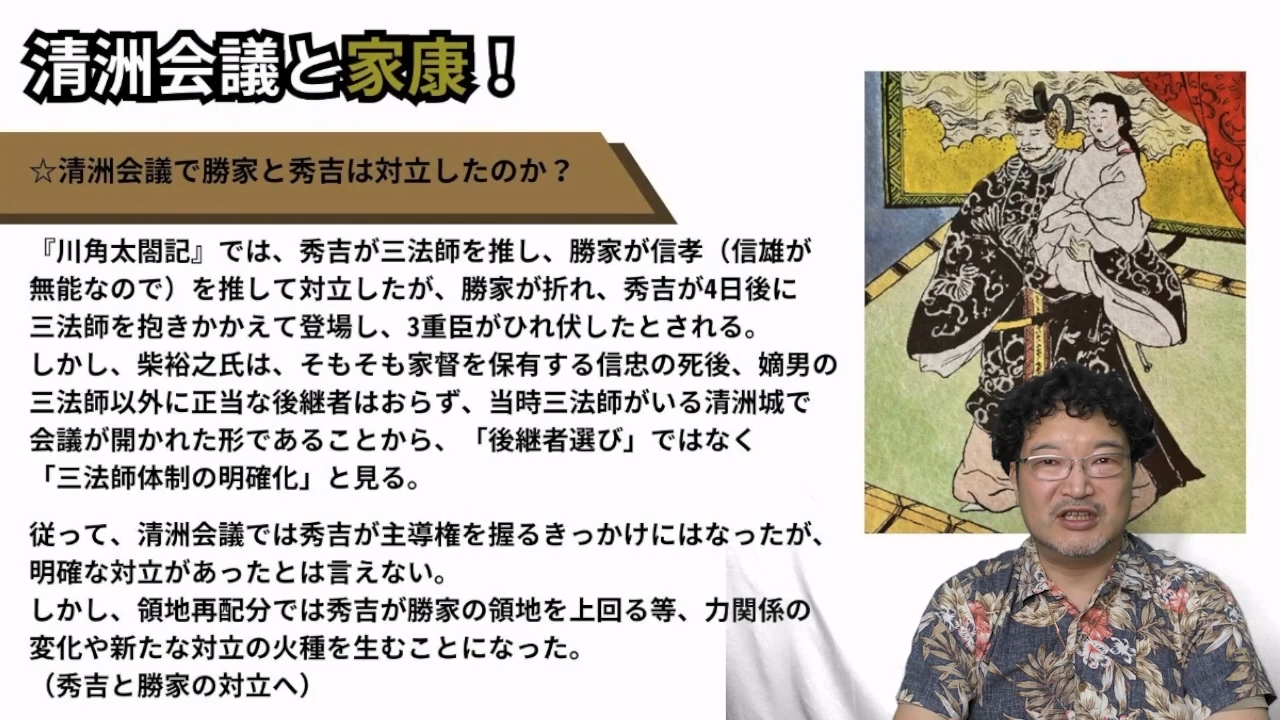 清洲会議と家康！
☆清洲会議で勝家と秀吉は対立したのか？
『川角太閤記』では、秀吉が三法師を推し、勝家が信孝（信雄が
無能なので）を推して対立したが、勝家が折れ、秀吉が4日後に
三法師を抱きかかえて登場し、3重臣がひれ伏したとされる。
しかし、柴裕之氏は、そもそも家督を保有する信忠の死後、嫡男の
三法師以外に正当な後継者はおらず、当時三法師がいる清洲城で
会議が開かれた形であることから、「後継者選び」ではなく
「三法師体制の明確化」と見る。
従って、清洲会議では秀吉が主導権を握るきっかけにはなったが、
明確な対立があったとは言えない。
しかし、領地再配分では秀吉が勝家の領地を上回る等、力関係の
変化や新たな対立の火種を生むことになった。
（秀吉と勝家の対立へ）